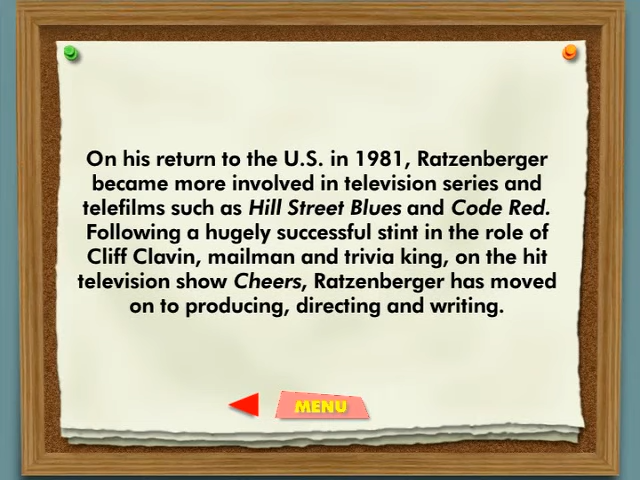 On his return to the U.S. in 1981, Ratzenberger
became more involved in television series and
telefilms such as Hill Street Blues and Code Red.
Following a hugely successful stint in the role of
Cliff Clavin, mailman and trivia king, on the hit
television show Cheers, Ratzenberger has moved
on to producing, directing and writing.
MENU